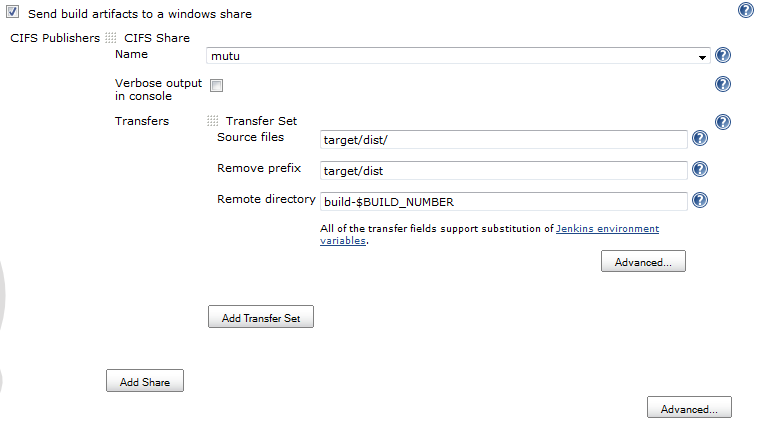 Send build artifacts to a windows share
CIFS Publishers CIFS Share
Name mutu
Verbose output
in console
Transfers Transfer Set
Source files target/dist/
Remove prefix target/dist
Remote directory build-$BUILD_NUMBER
All of the transfer fields support substitution of Jenkins environment
variables.
Advanced...
Add Transfer Set
Add Share
Advanced...